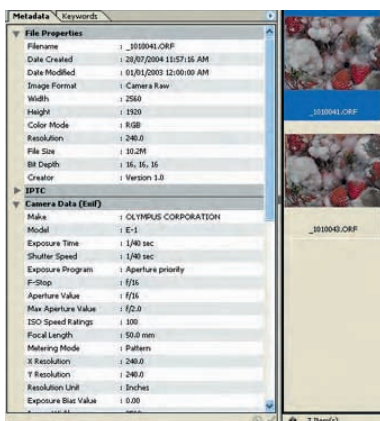 Metadata Keywords
File Properties
Filename : _1010041.ORF
Date Created : 28/07/2004 11:57:16 AM
Date Modified : 01/01/2003 12:00:00 AM
Image Format : Camera Raw
Width : 2560
Height : 1920
Color Mode : RGB
Resolution : 240.0
File Size : 10.2M
Bit Depth : 16, 16, 16
Creator : Version 1.0
IPTC
Camera Data (Exif)
Make : OLYMPUS CORPORATION
Model : E-1
Exposure Time : 1/40 sec
Shutter Speed : 1/40 sec
Exposure Program : Aperture priority
F-Stop : f/16
Aperture Value : f/16
Max Aperture Value : f/2.0
ISO Speed Ratings : 100
Focal Length : 50.0 mm
Metering Mode : Pattern
X Resolution : 240.0
Y Resolution : 240.0
Resolution Unit : Inches
Exposure Bias Value : 0.00
_1010041.ORF
_1010043.ORF
7 Item(s)